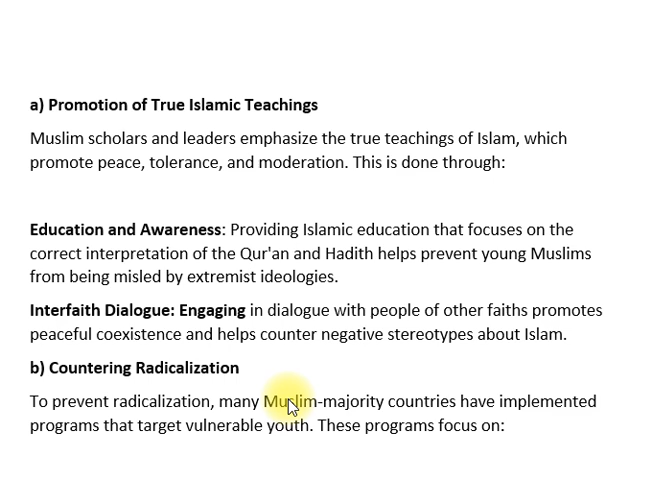 a) Promotion of True Islamic Teachings
Muslim scholars and leaders emphasize the true teachings of Islam, which
promote peace, tolerance, and moderation. This is done through:
Education and Awareness: Providing Islamic education that focuses on the
correct interpretation of the Qur'an and Hadith helps prevent young Muslims
from being misled by extremist ideologies.
Interfaith Dialogue: Engaging in dialogue with people of other faiths promotes
peaceful coexistence and helps counter negative stereotypes about Islam.
b) Countering Radicalization
To prevent radicalization, many Muslim-majority countries have implemented
programs that target vulnerable youth. These programs focus on: